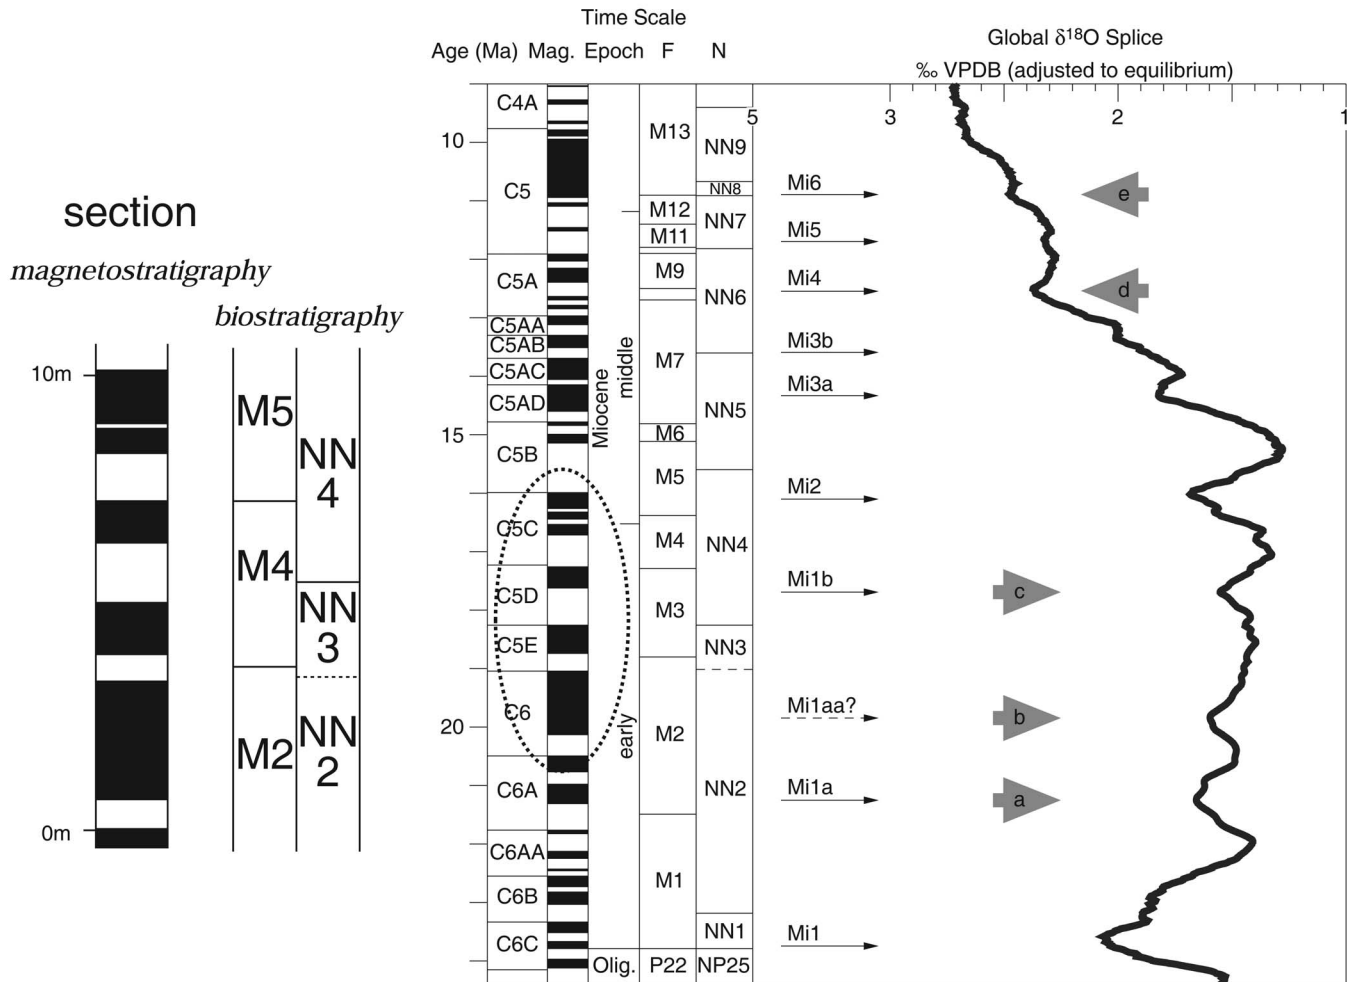 Time Scale
Age (Ma) Mag. Epoch F N
Global δ18O Splice
‰ VPDB (adjusted to equilibrium)
5 3 2 1
section
magnetostratigraphy
biostratigraphy
10m
0m
M5
M4
M2
NN
4
NN
3
NN
2
10
15
20
C4A
C5
C5A
C5AA
C5AB
C5AC
C5AD
C5B
C5C
C5D
C5E
C6
C6A
C6AA
C6B
C6C
Miocene
middle
early
Olig.
M13
M12
M11
M9
M7
M6
M5
M4
M3
M2
M1
P22
NN9
NN8
NN7
NN6
NN5
NN4
NN3
NN2
NN1
NP25
Mi6
Mi5
Mi4
Mi3b
Mi3a
Mi2
Mi1b
Mi1aa?
Mi1a
Mi1
e
d
c
b
a